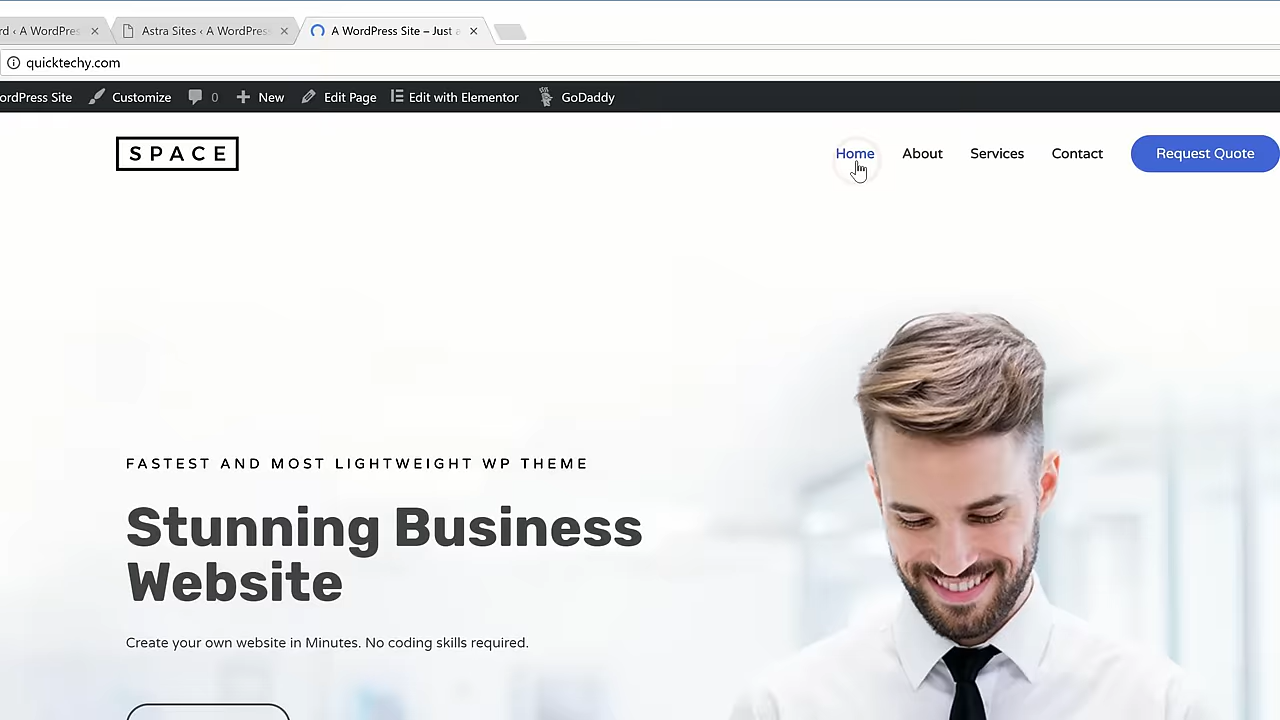 rd ‹ A WordPres
Astra Sites ‹ A WordPress
A WordPress Site – Just a
quicktechy.com
ordPress Site Customize 0 New Edit Page Edit with Elementor GoDaddy
SPACE
Home About Services Contact Request Quote
FASTEST AND MOST LIGHTWEIGHT WP THEME
Stunning Business
Website
Create your own website in Minutes. No coding skills required.